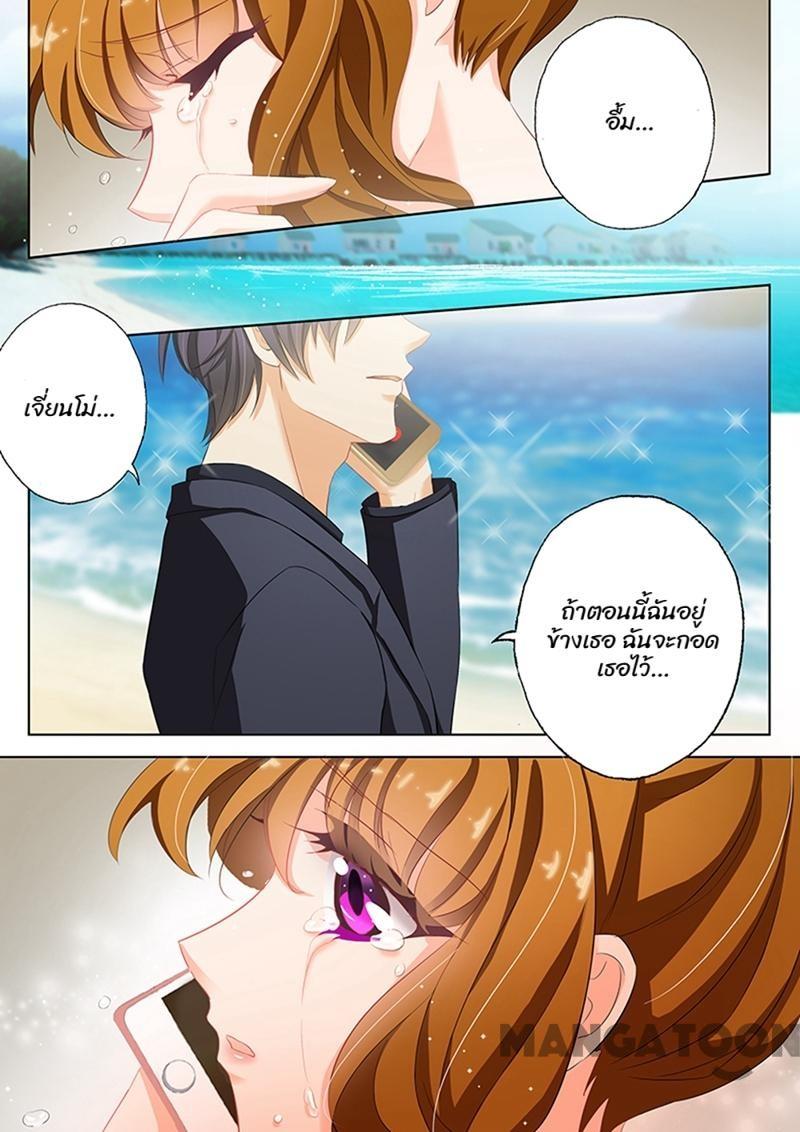 อื้ม...
เจี่ยนโม่...
ถ้าตอนนี้ฉันอยู่
ข้างเธอ ฉันจะกอด
เธอไว้...
MANGATOON